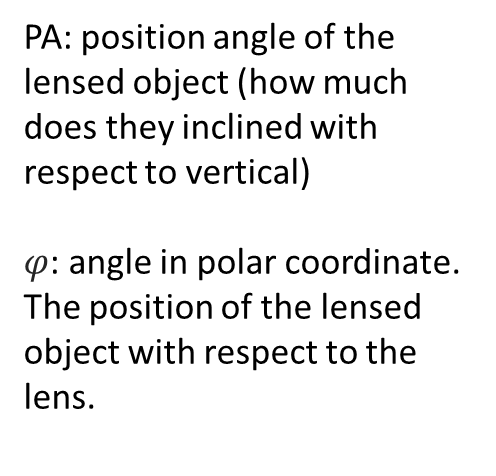 PA: position angle of the
lensed object (how much
does they inclined with
respect to vertical)
φ: angle in polar coordinate.
The position of the lensed
object with respect to the
lens.